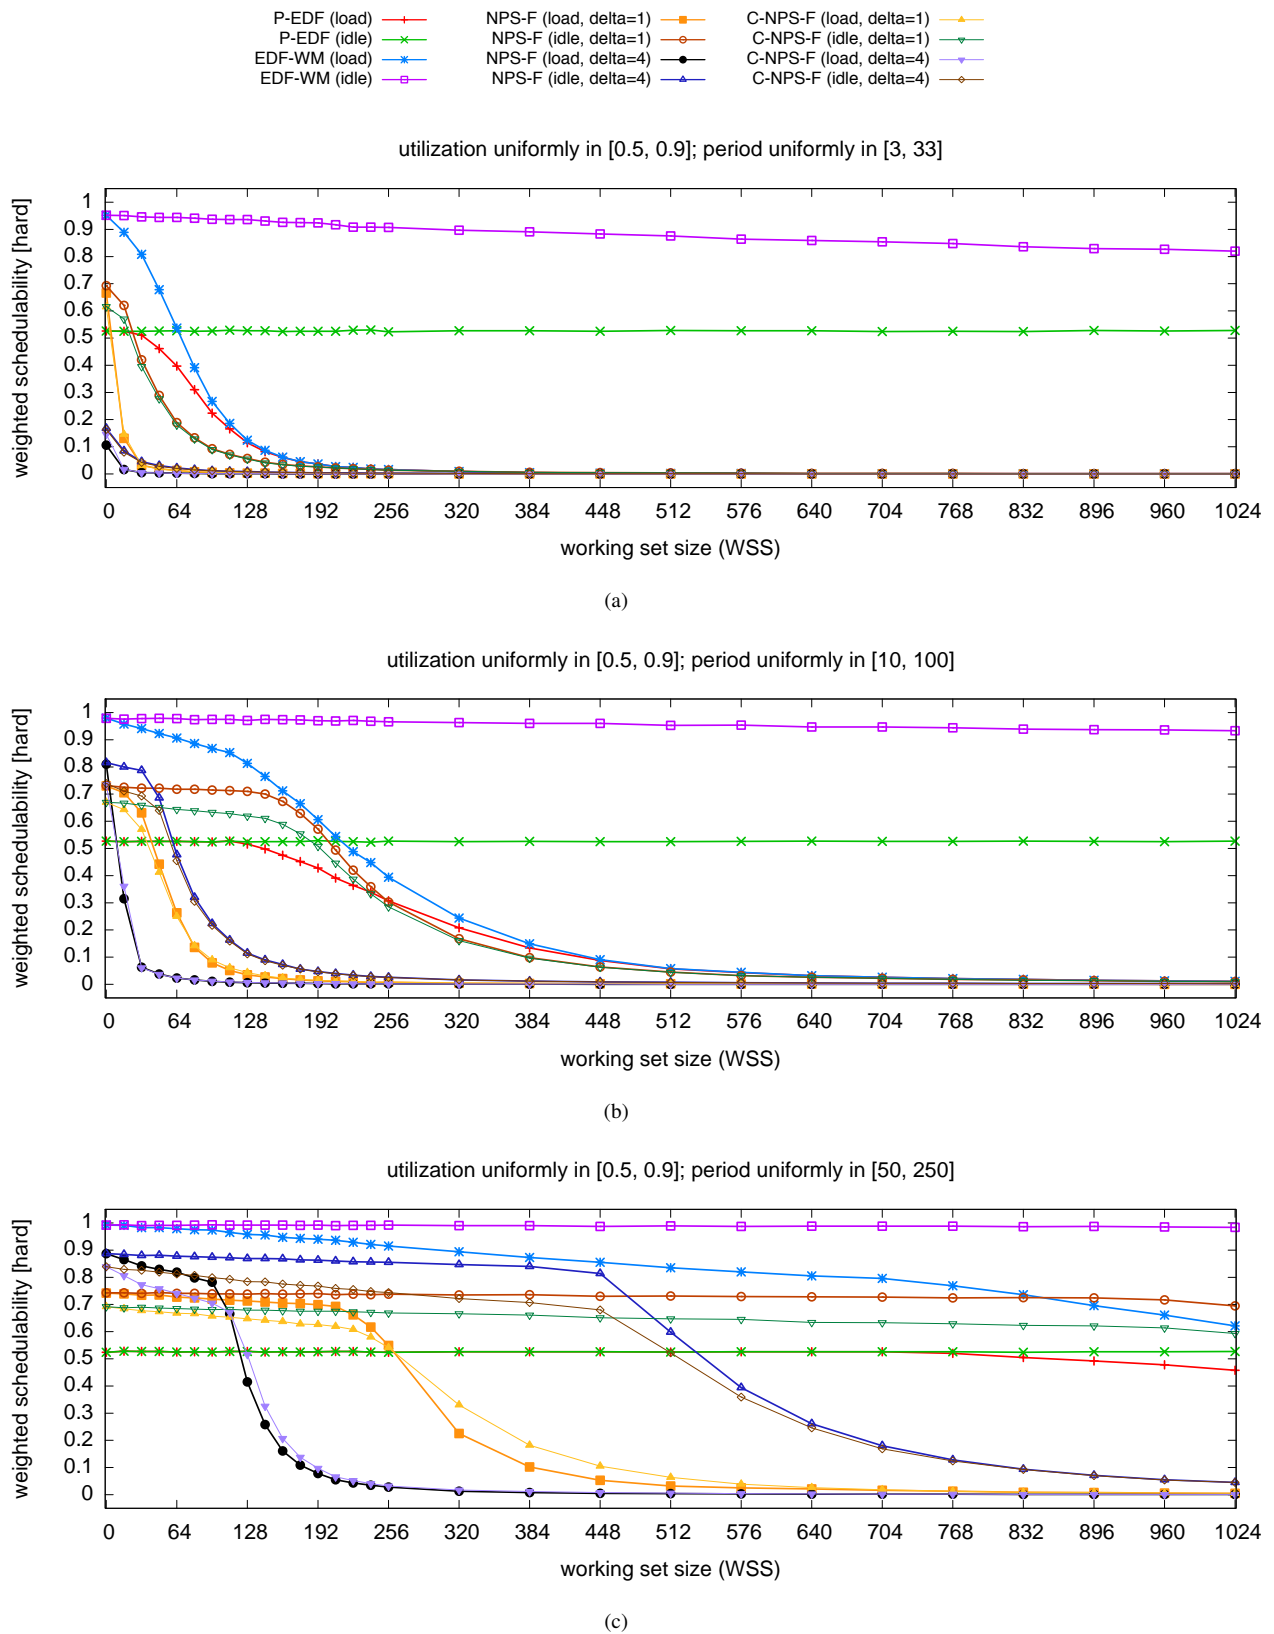 P-EDF (load) NPS-F (load, delta=1) C-NPS-F (load, delta=1)
P-EDF (idle) NPS-F (idle, delta=1) C-NPS-F (idle, delta=1)
EDF-WM (load) NPS-F (load, delta=4) C-NPS-F (load, delta=4)
EDF-WM (idle) NPS-F (idle, delta=4) C-NPS-F (idle, delta=4)
utilization uniformly in [0.5, 0.9]; period uniformly in [3, 33]
weighted schedulability [hard]
1
0.9
0.8
0.7
0.6
0.5
0.4
0.3
0.2
0.1
0
0 64 128 192 256 320 384 448 512 576 640 704 768 832 896 960 1024
working set size (WSS)
(a)
utilization uniformly in [0.5, 0.9]; period uniformly in [10, 100]
weighted schedulability [hard]
1
0.9
0.8
0.7
0.6
0.5
0.4
0.3
0.2
0.1
0
0 64 128 192 256 320 384 448 512 576 640 704 768 832 896 960 1024
working set size (WSS)
(b)
utilization uniformly in [0.5, 0.9]; period uniformly in [50, 250]
weighted schedulability [hard]
1
0.9
0.8
0.7
0.6
0.5
0.4
0.3
0.2
0.1
0
0 64 128 192 256 320 384 448 512 576 640 704 768 832 896 960 1024
working set size (WSS)
(c)